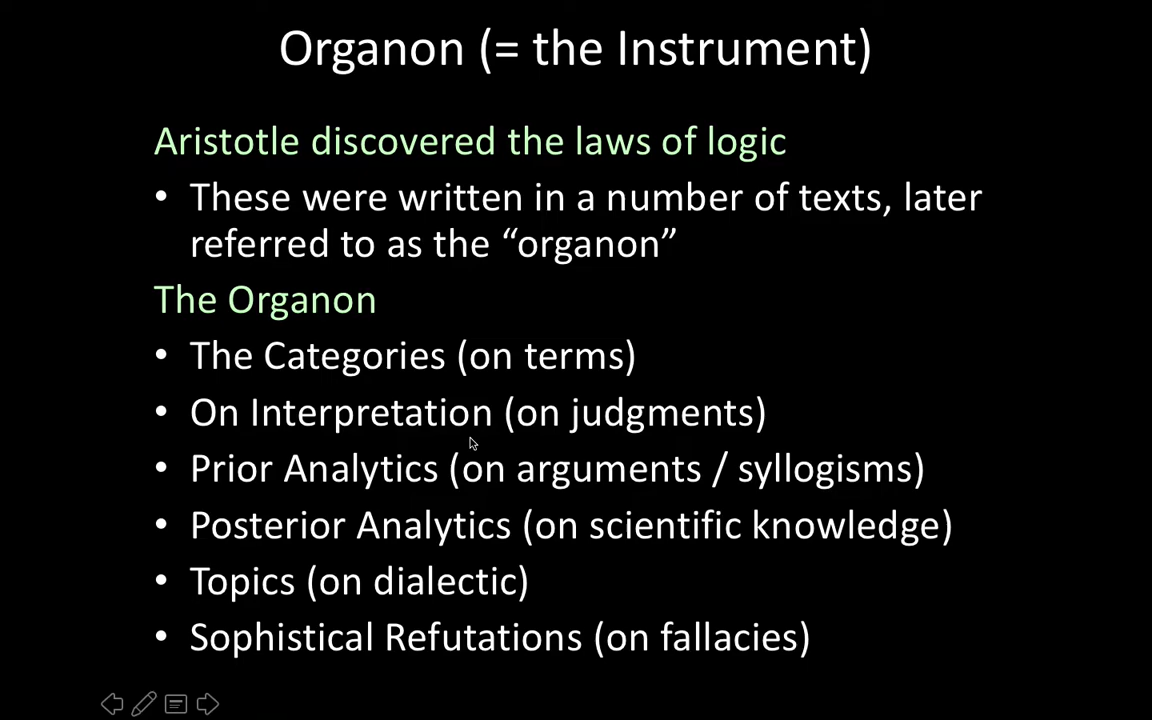 Organon (= the Instrument)
Aristotle discovered the laws of logic
• These were written in a number of texts, later
referred to as the “organon”
The Organon
• The Categories (on terms)
• On Interpretation (on judgments)
• Prior Analytics (on arguments / syllogisms)
• Posterior Analytics (on scientific knowledge)
• Topics (on dialectic)
• Sophistical Refutations (on fallacies)